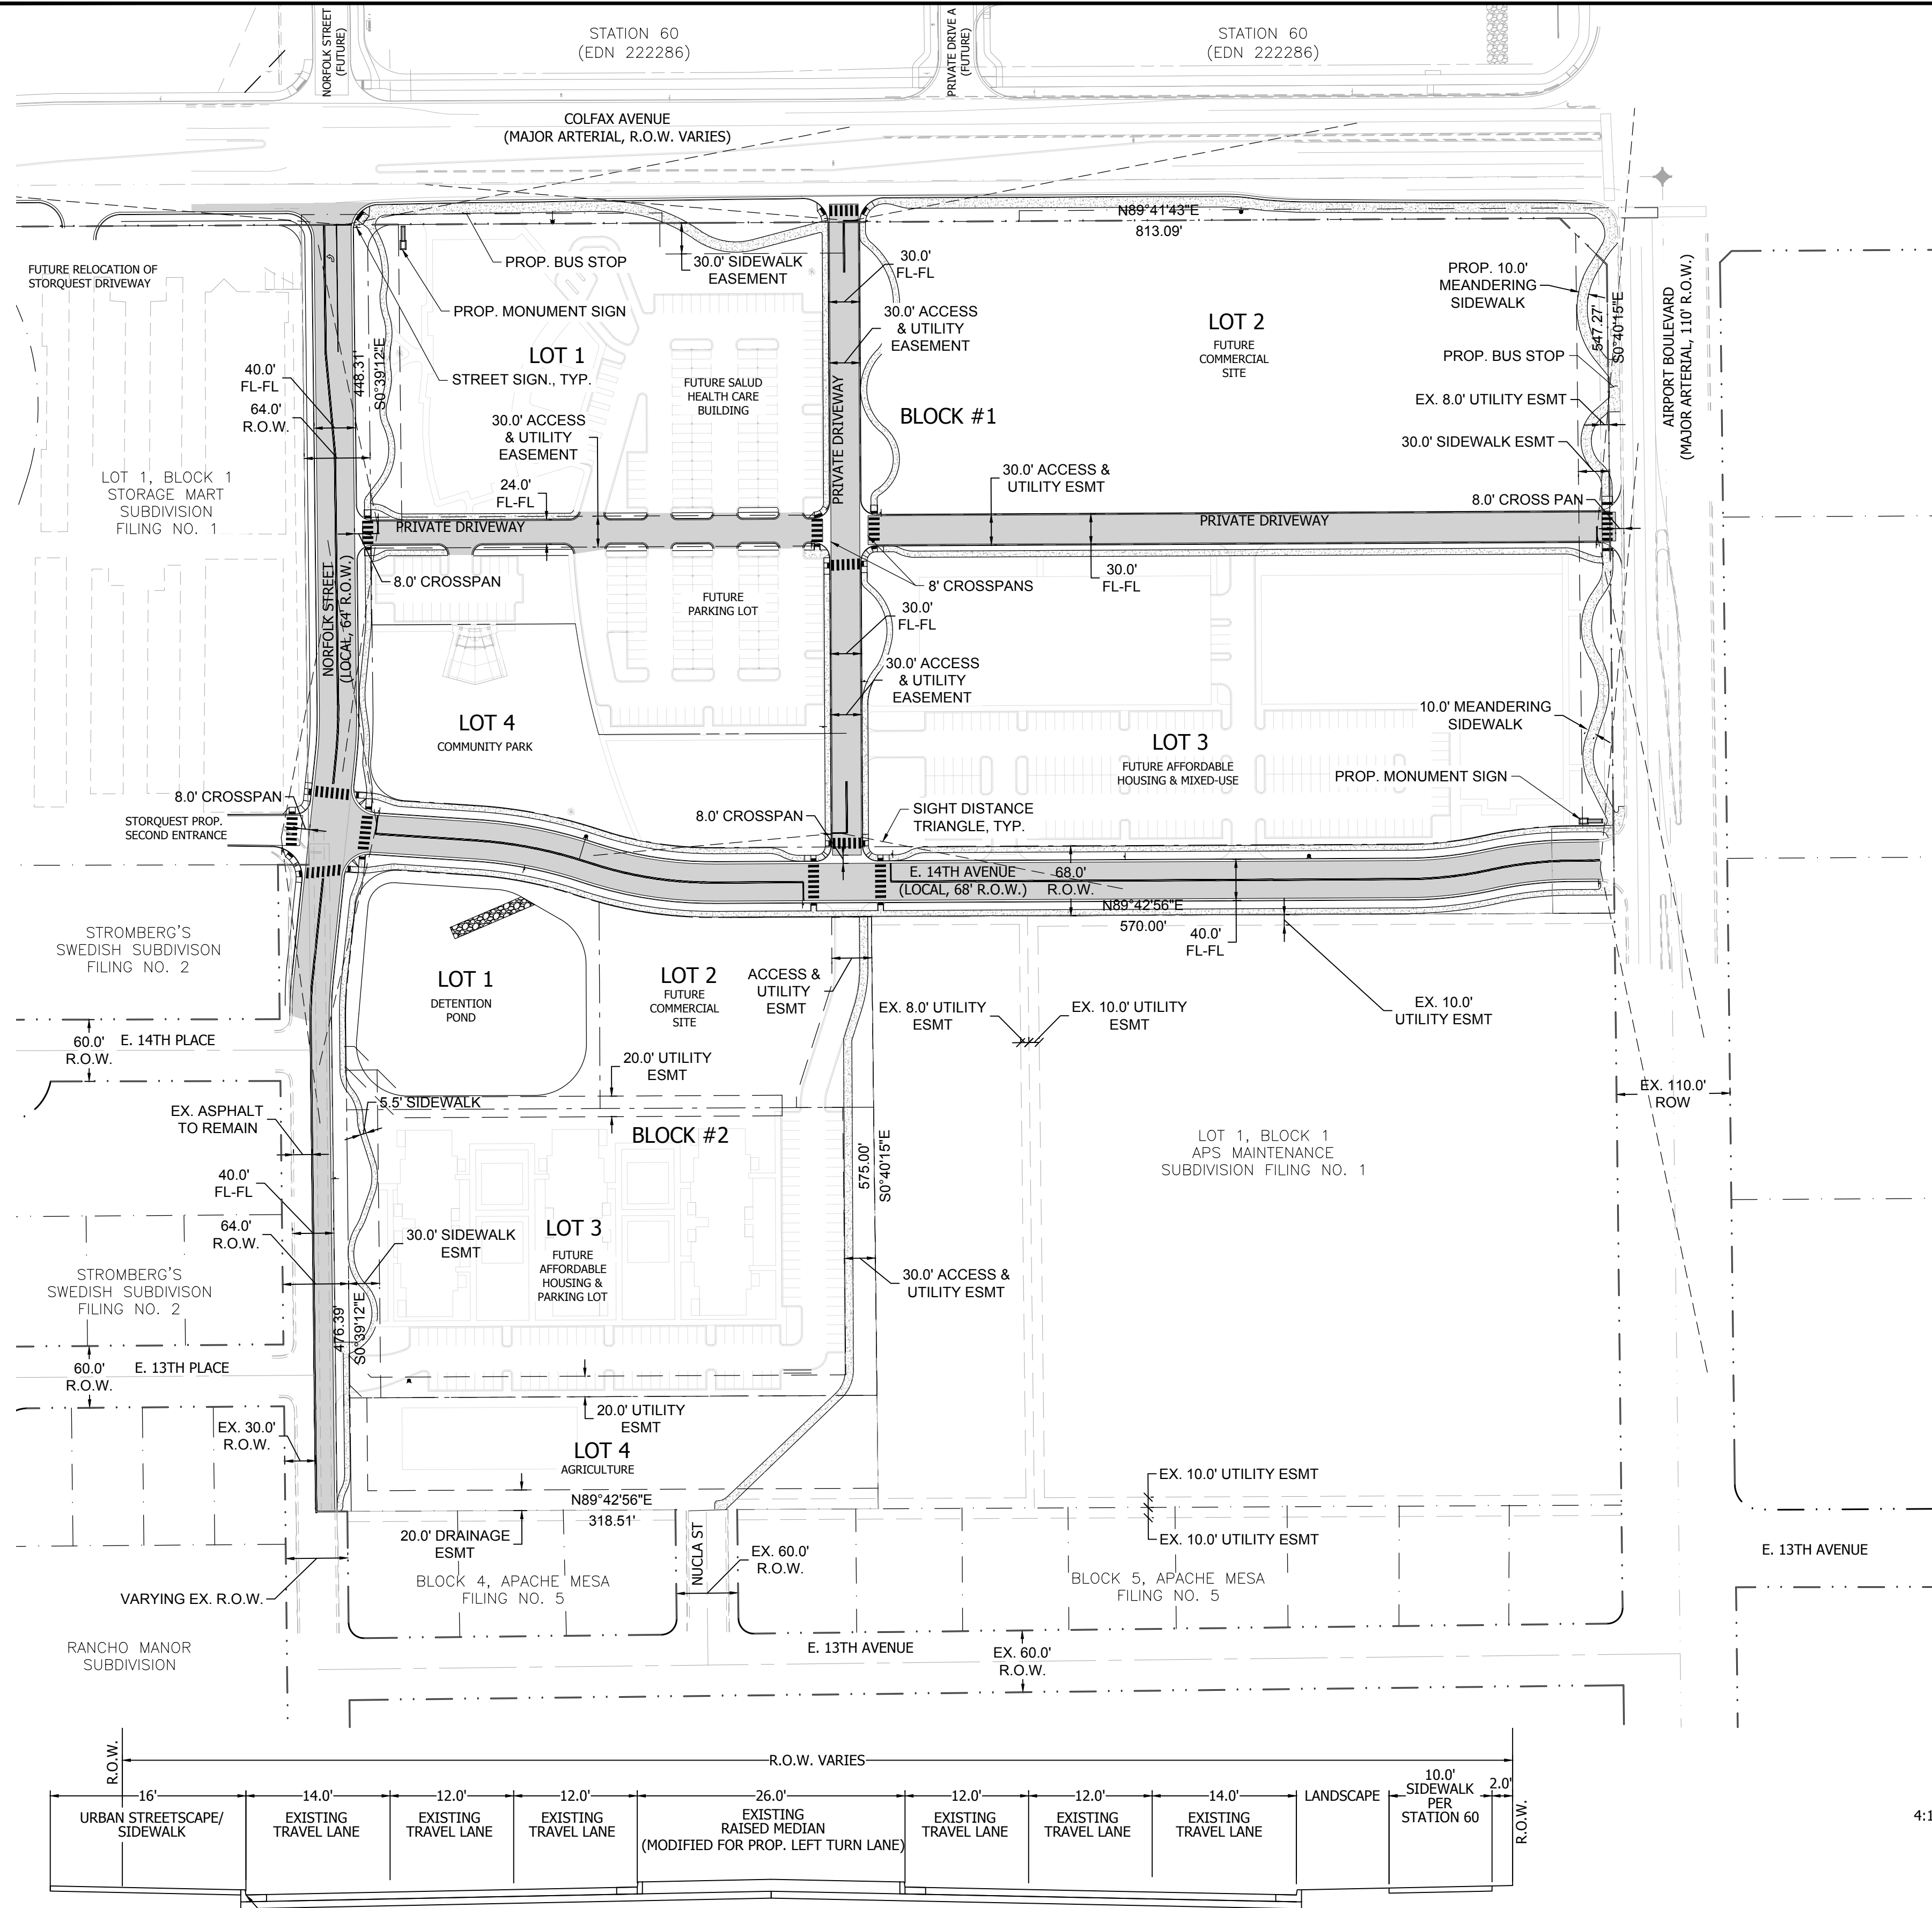 NORFOLK STREET
(FUTURE)
STATION 60
(EDN 222286)
PRIVATE DRIVE A
(FUTURE)
STATION 60
(EDN 222286)
COLFAX AVENUE
(MAJOR ARTERIAL, R.O.W. VARIES)
N89°41'43"E
813.09'
FUTURE RELOCATION OF
STORQUEST DRIVEWAY
PROP. BUS STOP
30.0' SIDEWALK
EASEMENT
30.0'
FL-FL
PROP. 10.0'
MEANDERING
SIDEWALK
547.27'
S0°40'15"E
AIRPORT BOULEVARD
(MAJOR ARTERIAL, 110' R.O.W.)
PROP. MONUMENT SIGN
30.0' ACCESS
& UTILITY
EASEMENT
LOT 2
FUTURE
COMMERCIAL
SITE
LOT 1
PROP. BUS STOP
40.0'
FL-FL
448.31'
S0°39'12"E
STREET SIGN., TYP.
FUTURE SALUD
HEALTH CARE
BUILDING
PRIVATE DRIVEWAY
BLOCK #1
EX. 8.0' UTILITY ESMT
64.0'
R.O.W.
30.0' ACCESS
& UTILITY
EASEMENT
30.0' SIDEWALK ESMT
LOT 1, BLOCK 1
STORAGE MART
SUBDIVISION
FILING NO. 1
24.0'
FL-FL
30.0' ACCESS &
UTILITY ESMT
8.0' CROSS PAN
PRIVATE DRIVEWAY
PRIVATE DRIVEWAY
NORFOLK STREET
(LOCAL, 64' R.O.W.)
8.0' CROSSPAN
8' CROSSPANS
30.0'
FL-FL
FUTURE
PARKING LOT
30.0'
FL-FL
30.0' ACCESS
& UTILITY
EASEMENT
LOT 4
COMMUNITY PARK
10.0' MEANDERING
SIDEWALK
LOT 3
FUTURE AFFORDABLE
HOUSING & MIXED-USE
PROP. MONUMENT SIGN
8.0' CROSSPAN
STORQUEST PROP.
SECOND ENTRANCE
8.0' CROSSPAN
SIGHT DISTANCE
TRIANGLE, TYP.
E. 14TH AVENUE
(LOCAL, 68' R.O.W.)
68.0'
R.O.W.
N89°42'56"E
570.00'
40.0'
FL-FL
STROMBERG'S
SWEDISH SUBDIVISON
FILING NO. 2
LOT 1
DETENTION
POND
LOT 2
FUTURE
COMMERCIAL
SITE
ACCESS &
UTILITY
ESMT
EX. 8.0' UTILITY
ESMT
EX. 10.0' UTILITY
ESMT
EX. 10.0'
UTILITY ESMT
60.0'
R.O.W.
E. 14TH PLACE
20.0' UTILITY
ESMT
EX. 110.0'
ROW
EX. ASPHALT
TO REMAIN
5.5' SIDEWALK
BLOCK #2
575.00'
S0°40'15"E
LOT 1, BLOCK 1
APS MAINTENANCE
SUBDIVISION FILING NO. 1
40.0'
FL-FL
64.0'
R.O.W.
30.0' SIDEWALK
ESMT
LOT 3
FUTURE
AFFORDABLE
HOUSING &
PARKING LOT
30.0' ACCESS &
UTILITY ESMT
STROMBERG'S
SWEDISH SUBDIVISON
FILING NO. 2
476.39'
S0°39'12"E
60.0'
R.O.W.
E. 13TH PLACE
20.0' UTILITY
ESMT
EX. 30.0'
R.O.W.
LOT 4
AGRICULTURE
EX. 10.0' UTILITY ESMT
N89°42'56"E
318.51'
20.0' DRAINAGE
ESMT
NUCLA ST
EX. 60.0'
R.O.W.
EX. 10.0' UTILITY ESMT
E. 13TH AVENUE
BLOCK 4, APACHE MESA
FILING NO. 5
BLOCK 5, APACHE MESA
FILING NO. 5
VARYING EX. R.O.W.
RANCHO MANOR
SUBDIVISION
E. 13TH AVENUE
EX. 60.0'
R.O.W.
R.O.W.
R.O.W. VARIES
16'
URBAN STREETSCAPE/
SIDEWALK
14.0'
EXISTING
TRAVEL LANE
12.0'
EXISTING
TRAVEL LANE
12.0'
EXISTING
TRAVEL LANE
26.0'
EXISTING
RAISED MEDIAN
(MODIFIED FOR PROP. LEFT TURN LANE)
12.0'
EXISTING
TRAVEL LANE
12.0'
EXISTING
TRAVEL LANE
14.0'
EXISTING
TRAVEL LANE
LANDSCAPE
10.0'
SIDEWALK
PER
STATION 60
2.0'
R.O.W.
4:1